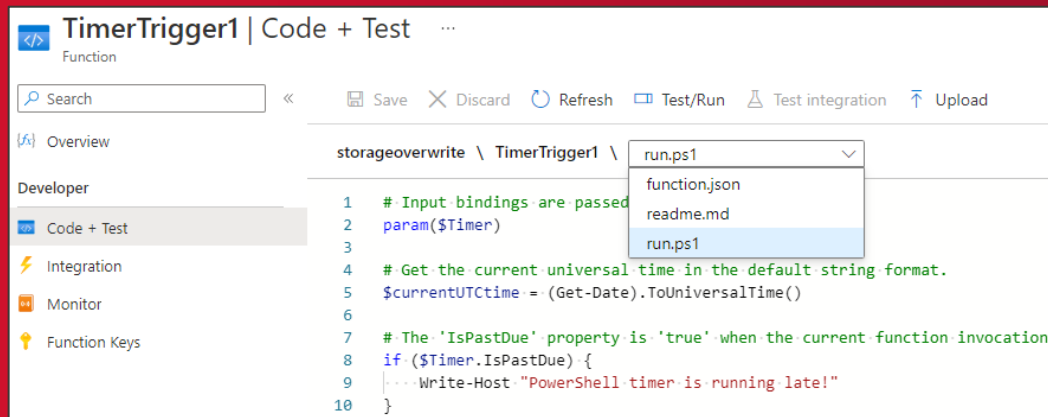 TimerTrigger1 | Code + Test ...
Function
Search «
Save Discard Refresh Test/Run Test integration Upload
Overview
storageoverwrite \ TimerTrigger1 \ run.ps1
function.json
readme.md
run.ps1
Developer
Code + Test
Integration
Monitor
Function Keys
1 # Input bindings are passed
2 param($Timer)
3
4 # Get the current universal time in the default string format.
5 $currentUTCtime = (Get-Date).ToUniversalTime()
6
7 # The 'IsPastDue' property is 'true' when the current function invocation
8 if ($Timer.IsPastDue) {
9 Write-Host "PowerShell timer is running late!"
10 }